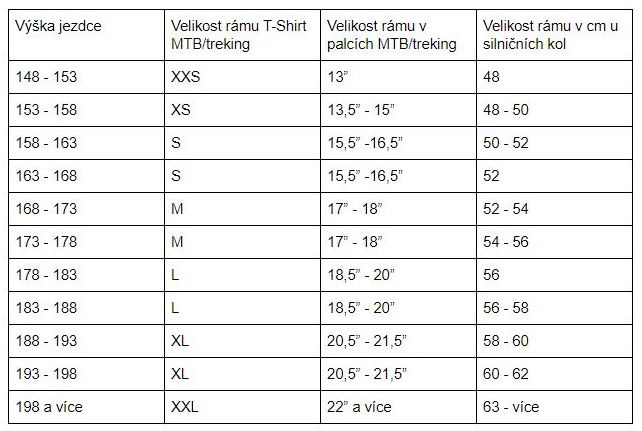 Výška jezdce Velikost rámu T-Shirt MTB/treking Velikost rámu v palcích MTB/treking Velikost rámu v cm u silničních kol
148 - 153 XXS 13” 48
153 - 158 XS 13,5” - 15” 48 - 50
158 - 163 S 15,5” -16,5” 50 - 52
163 - 168 S 15,5” -16,5” 52
168 - 173 M 17” - 18” 52 - 54
173 - 178 M 17” - 18” 54 - 56
178 - 183 L 18,5” - 20” 56
183 - 188 L 18,5” - 20” 56 - 58
188 - 193 XL 20,5” - 21,5” 58 - 60
193 - 198 XL 20,5” - 21,5” 60 - 62
198 a více XXL 22” a více 63 - více